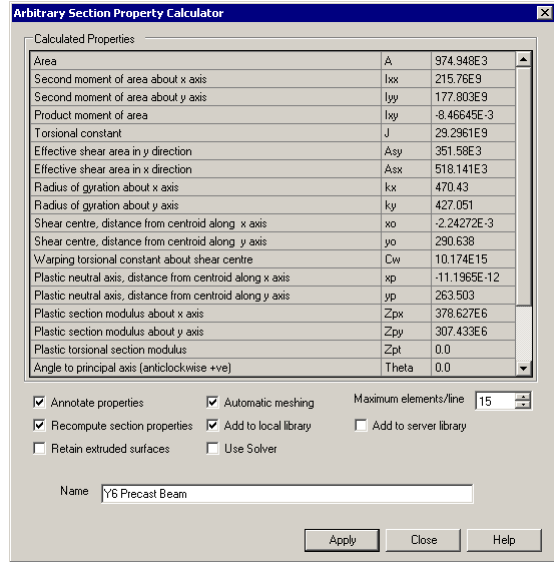 Arbitrary Section Property Calculator
Calculated Properties
Area A 974.948E3
Second moment of area about x axis Ixx 215.76E9
Second moment of area about y axis Iyy 177.803E9
Product moment of area Ixy -8.46645E-3
Torsional constant J 29.2961E9
Effective shear area in y direction Asy 351.58E3
Effective shear area in x direction Asx 518.141E3
Radius of gyration about x axis kx 470.43
Radius of gyration about y axis ky 427.051
Shear centre, distance from centroid along x axis xo -2.24272E-3
Shear centre, distance from centroid along y axis yo 290.638
Warping torsional constant about shear centre Cw 10.174E15
Plastic neutral axis, distance from centroid along x axis xp -11.1965E-12
Plastic neutral axis, distance from centroid along y axis yp 263.503
Plastic section modulus about x axis Zpx 378.627E6
Plastic section modulus about y axis Zpy 307.433E6
Plastic torsional section modulus Zpt 0.0
Angle to principal axis (anticlockwise +ve) Theta 0.0
Annotate properties Automatic meshing Maximum elements/line 15
Recompute section properties Add to local library Add to server library
Retain extruded surfaces Use Solver
Name Y6 Precast Beam
Apply Close Help